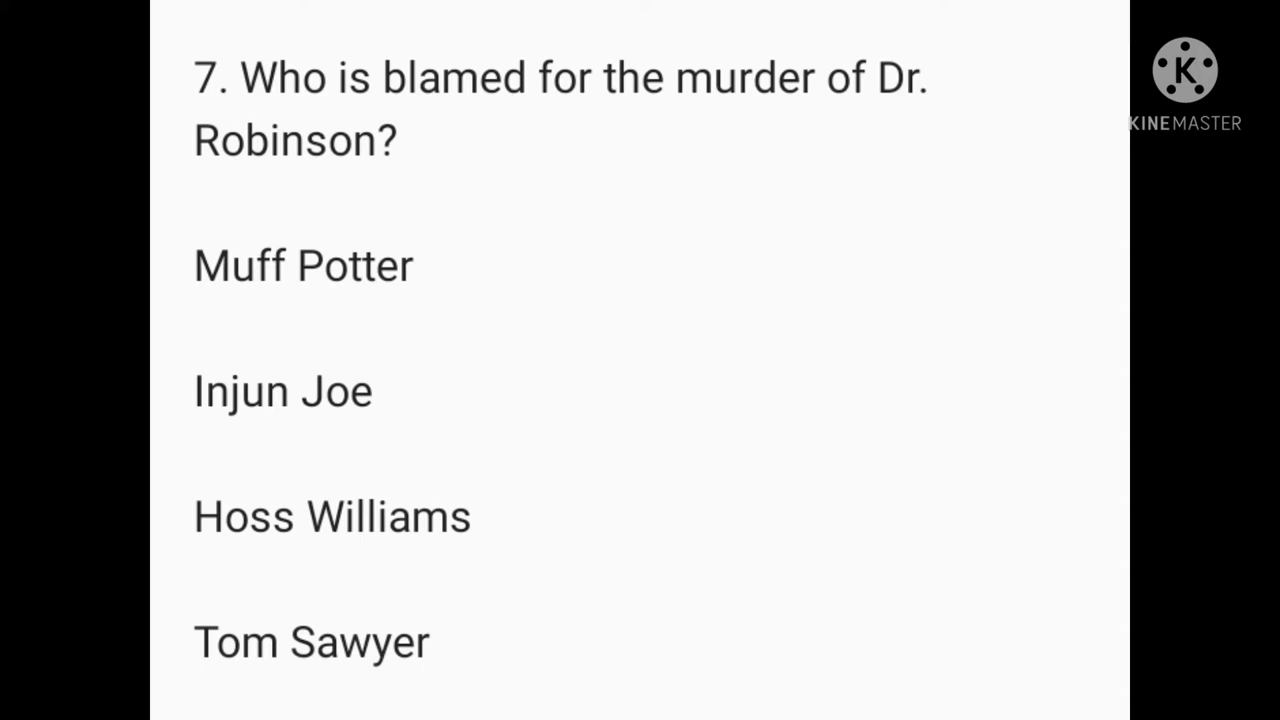 7. Who is blamed for the murder of Dr.
Robinson?
Muff Potter
Injun Joe
Hoss Williams
Tom Sawyer
K
KINEMASTER